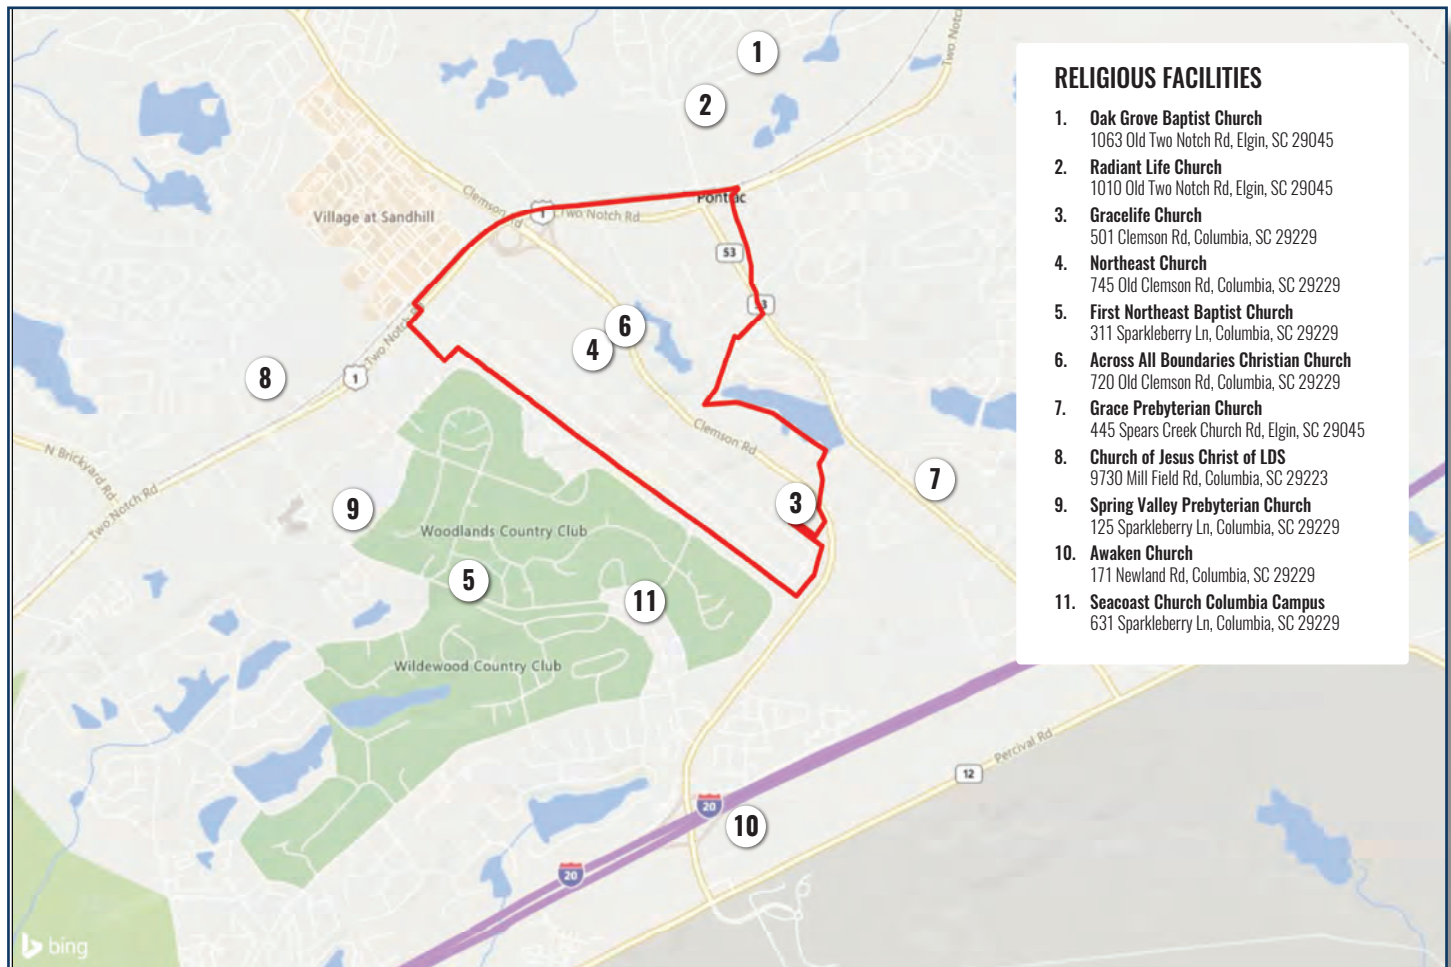 1
2
Two Notch
RELIGIOUS FACILITIES
1. Oak Grove Baptist Church
1063 Old Two Notch Rd, Elgin, SC 29045
2. Radiant Life Church
1010 Old Two Notch Rd, Elgin, SC 29045
3. Gracelife Church
501 Clemson Rd, Columbia, SC 29229
4. Northeast Church
745 Old Clemson Rd, Columbia, SC 29229
5. First Northeast Baptist Church
311 Sparkleberry Ln, Columbia, SC 29229
6. Across All Boundaries Christian Church
720 Old Clemson Rd, Columbia, SC 29229
7. Grace Prebyterian Church
445 Spears Creek Church Rd, Elgin, SC 29045
8. Church of Jesus Christ of LDS
9730 Mill Field Rd, Columbia, SC 29223
9. Spring Valley Prebyterian Church
125 Sparkleberry Ln, Columbia, SC 29229
10. Awaken Church
171 Newland Rd, Columbia, SC 29229
11. Seacoast Church Columbia Campus
631 Sparkleberry Ln, Columbia, SC 29229
Clemson Rd
Village at Sandhill
1
Two Notch Rd
Pontiac
53
53
6
4
Two Notch
8
1
Clemson Rd
N Brickyard Rd
Two Notch Rd
7
3
9
Woodlands Country Club
5
11
Wildewood Country Club
Percival Rd
12
20
10
20
bing